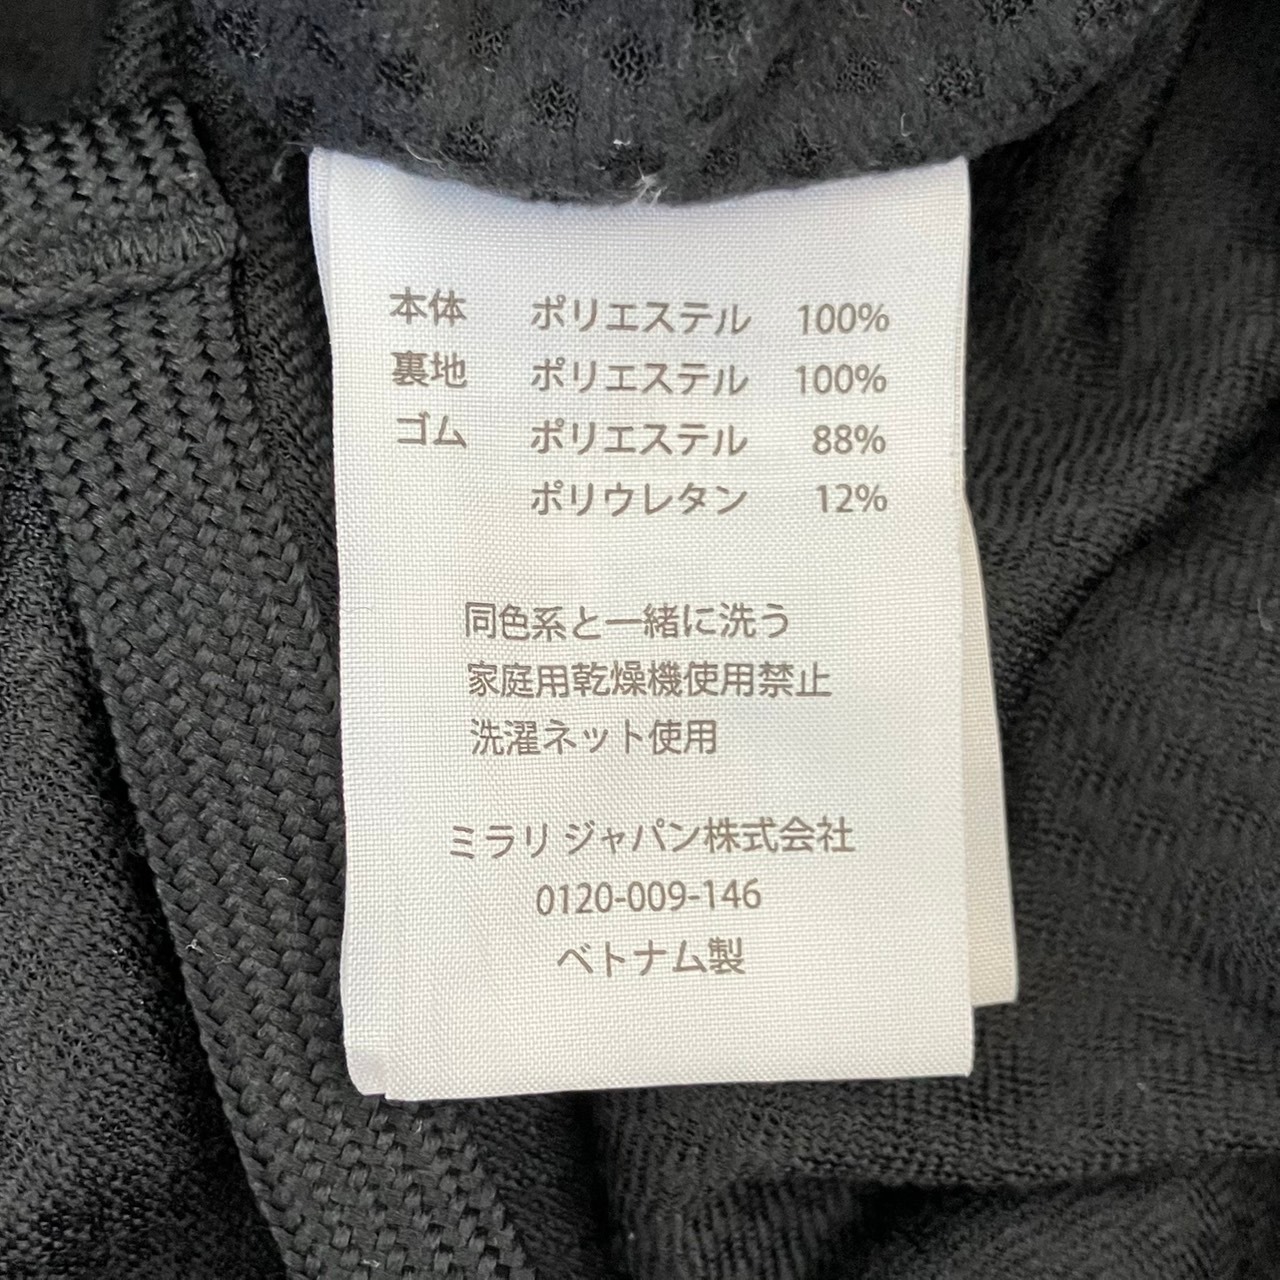 本体 ポリエステル 100%
裏地 ポリエステル 100%
ゴム ポリエステル 88%
ポリウレタン 12%
同色系と一緒に洗う
家庭用乾燥機使用禁止
洗濯ネット使用
ミラリ ジャパン株式会社
0120-009-146
ベトナム製